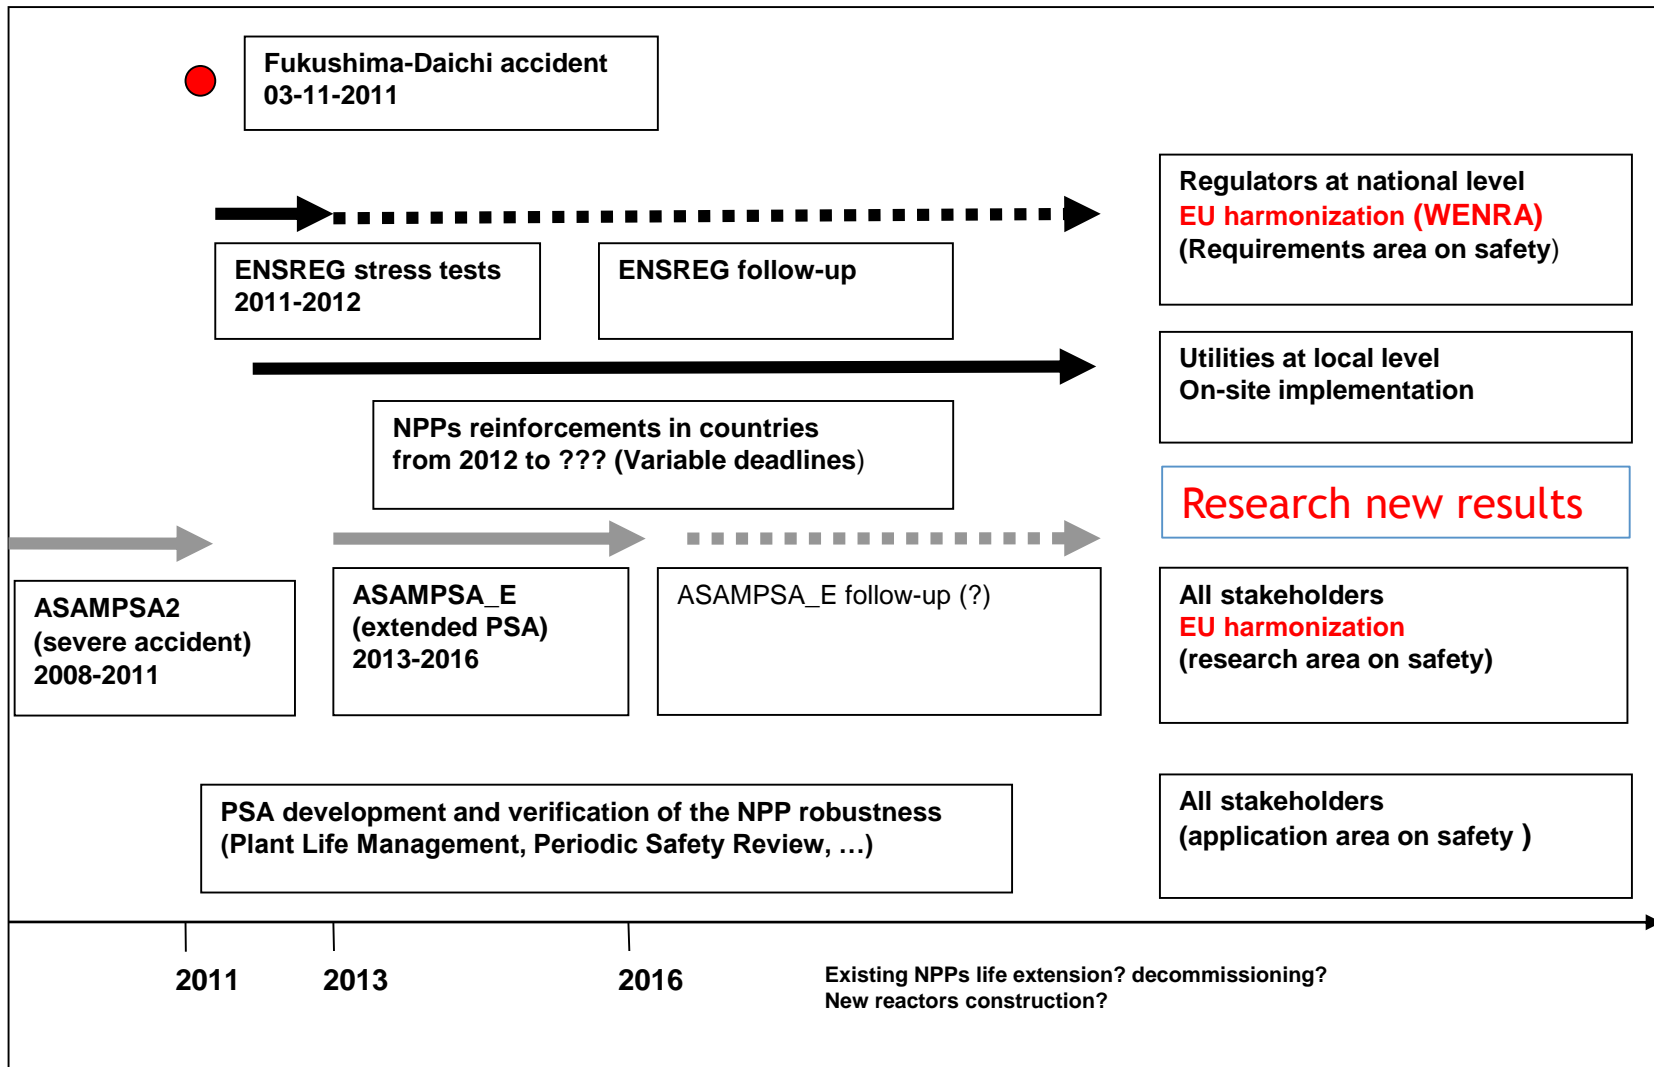 Fukushima-Daichi accident
03-11-2011
Regulators at national level
EU harmonization (WENRA)
(Requirements area on safety)
ENSREG stress tests
2011-2012
ENSREG follow-up
Utilities at local level
On-site implementation
NPPs reinforcements in countries
from 2012 to ??? (Variable deadlines)
Research new results
ASAMPSA2
(severe accident)
2008-2011
ASAMPSA_E
(extended PSA)
2013-2016
ASAMPSA_E follow-up (?)
All stakeholders
EU harmonization
(research area on safety)
PSA development and verification of the NPP robustness
(Plant Life Management, Periodic Safety Review, …)
All stakeholders
(application area on safety )
2011
2013
2016
Existing NPPs life extension? decommissioning?
New reactors construction?